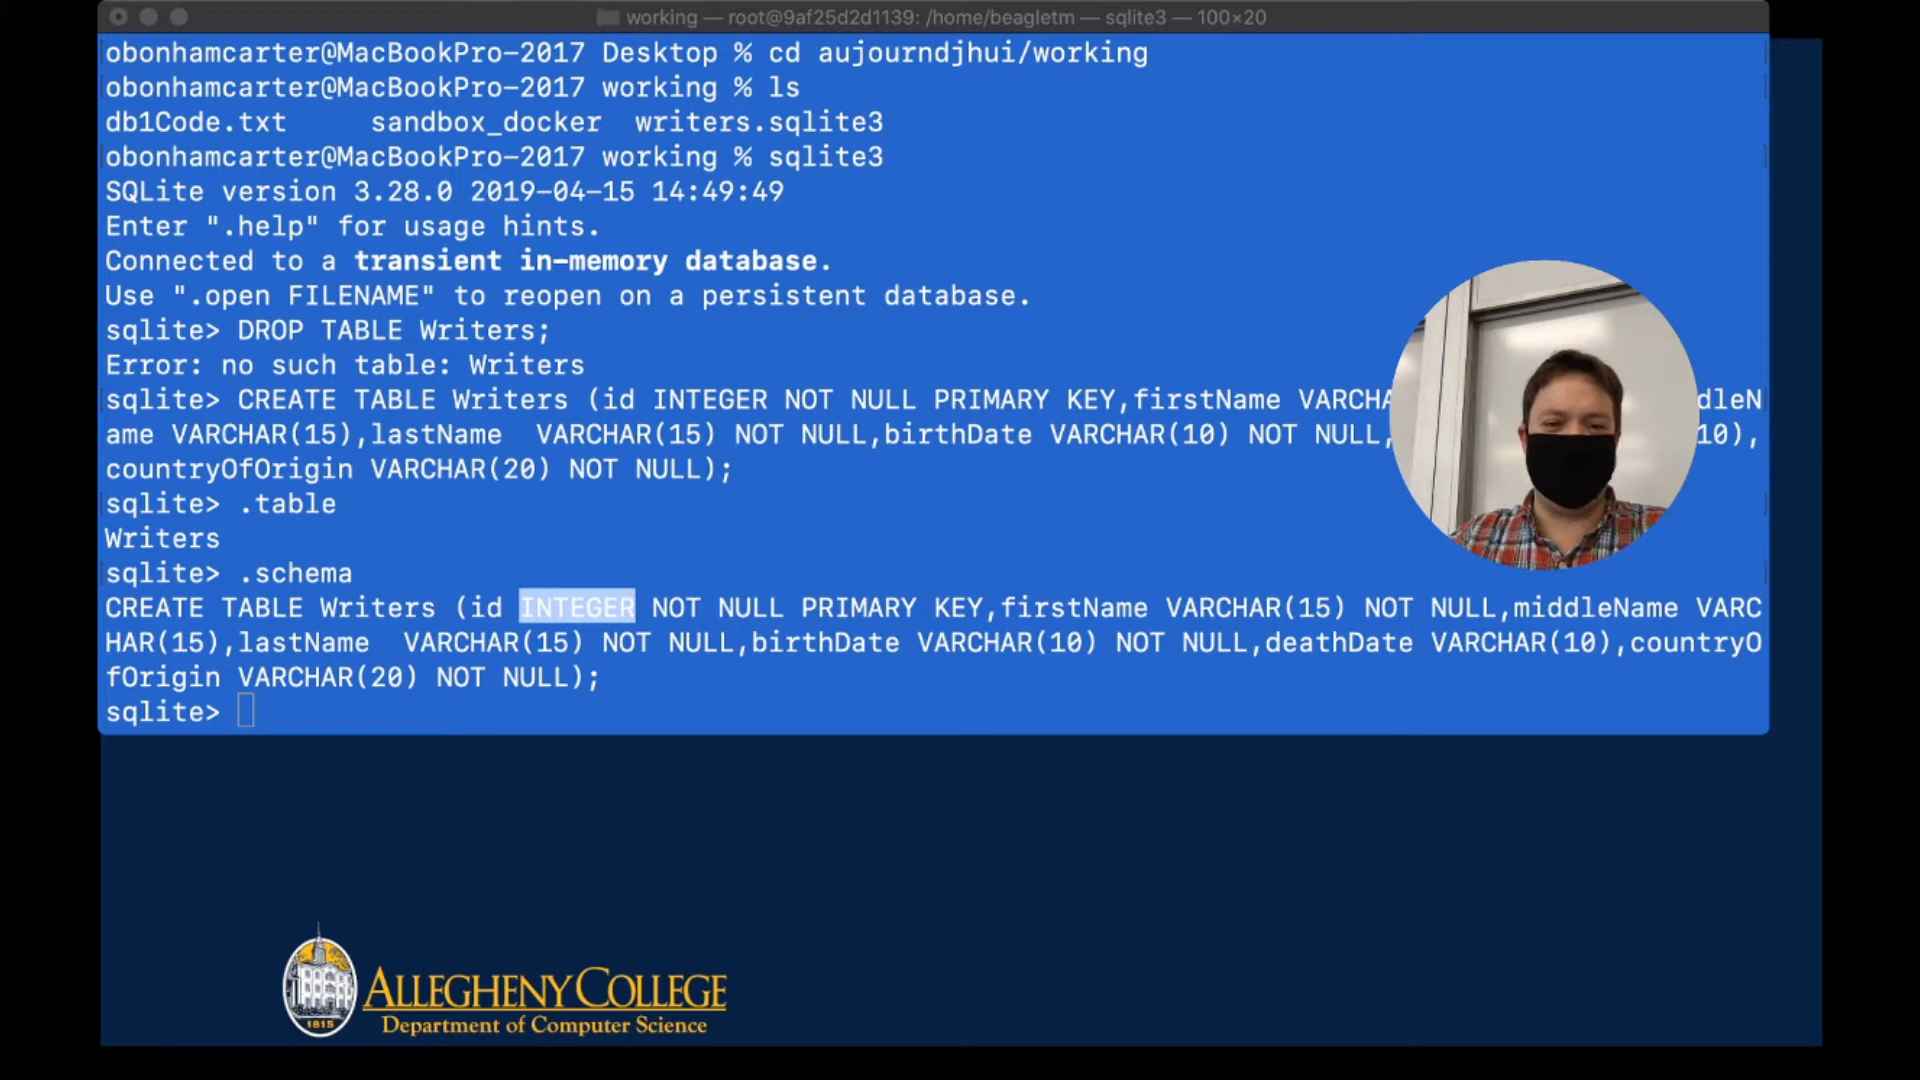 working — root@9af25d2d1139: /home/beagletm — sqlite3 — 100×20
obonhamcarter@MacBookPro-2017 Desktop % cd aujourndjhui/working
obonhamcarter@MacBookPro-2017 working % ls
db1Code.txt sandbox_docker writers.sqlite3
obonhamcarter@MacBookPro-2017 working % sqlite3
SQLite version 3.28.0 2019-04-15 14:49:49
Enter ".help" for usage hints.
Connected to a transient in-memory database.
Use ".open FILENAME" to reopen on a persistent database.
sqlite> DROP TABLE Writers;
Error: no such table: Writers
sqlite> CREATE TABLE Writers (id INTEGER NOT NULL PRIMARY KEY,firstName VARCHA dleN
ame VARCHAR(15),lastName  VARCHAR(15) NOT NULL,birthDate VARCHAR(10) NOT NULL, 10),
countryOfOrigin VARCHAR(20) NOT NULL);
sqlite> .table
Writers
sqlite> .schema
CREATE TABLE Writers (id INTEGER NOT NULL PRIMARY KEY,firstName VARCHAR(15) NOT NULL,middleName VARC
HAR(15),lastName  VARCHAR(15) NOT NULL,birthDate VARCHAR(10) NOT NULL,deathDate VARCHAR(10),countryO
fOrigin VARCHAR(20) NOT NULL);
sqlite>
1815
ALLEGHENY COLLEGE
Department of Computer Science